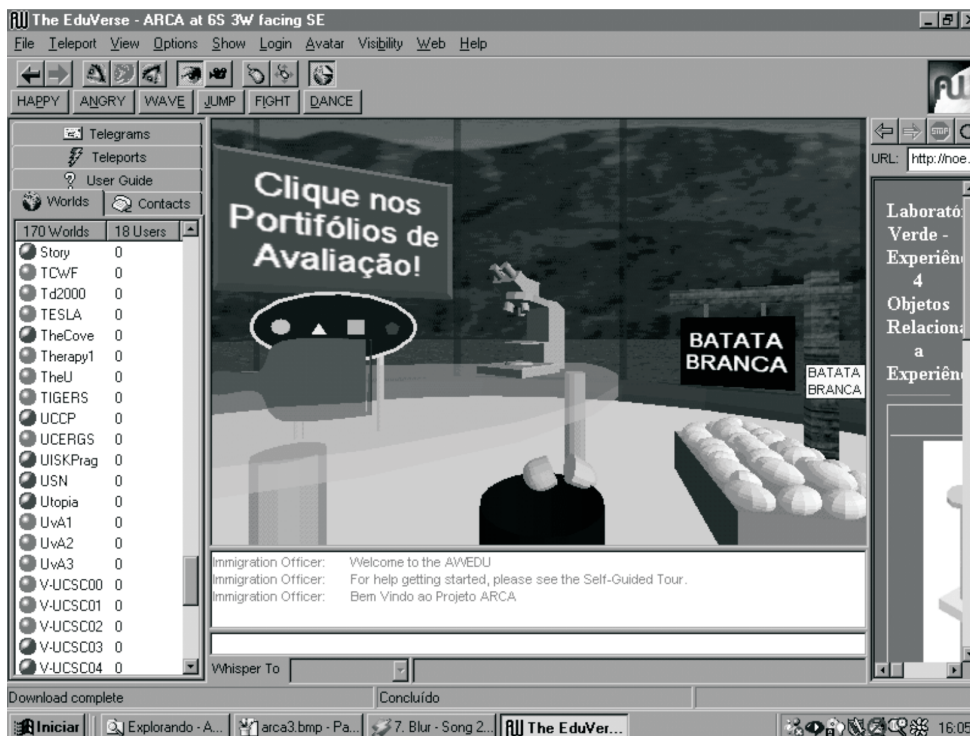 The EduVerse - ARCA at 6S 3W facing SE
File Teleport View Options Show Login Avatar Visibility Web Help
HAPPY ANGRY WAVE JUMP FIGHT DANCE
Telegrams
Teleports
User Guide
Worlds Contacts
170 Worlds 18 Users
Story 0
TCWF 0
Td2000 0
TESLA 0
TheCove 0
Therapy1 0
TheU 0
TIGERS 0
UCCP 0
UCERGS 0
UISKPrag 0
USN 0
Utopia 0
UvA1 0
UvA2 0
UvA3 0
V-UCSC00 0
V-UCSC01 0
V-UCSC02 0
V-UCSC03 0
V-UCSC04 0
Clique nos
Portifólios de
Avaliação!
BATATA
BRANCA
BATATA
BRANCA
Immigration Officer: Welcome to the AWEDU
Immigration Officer: For help getting started, please see the Self-Guided Tour.
Immigration Officer: Bem Vindo ao Projeto ARCA
Whisper To
STOP
URL: http://noe.
Laborató
Verde -
Experiên
4
Objetos
Relaciona
a
Experiên
Download complete Concluído
Iniciar Explorando - A... arca3.bmp - Pa... 7. Blur - Song 2... The EduVer... 16:05